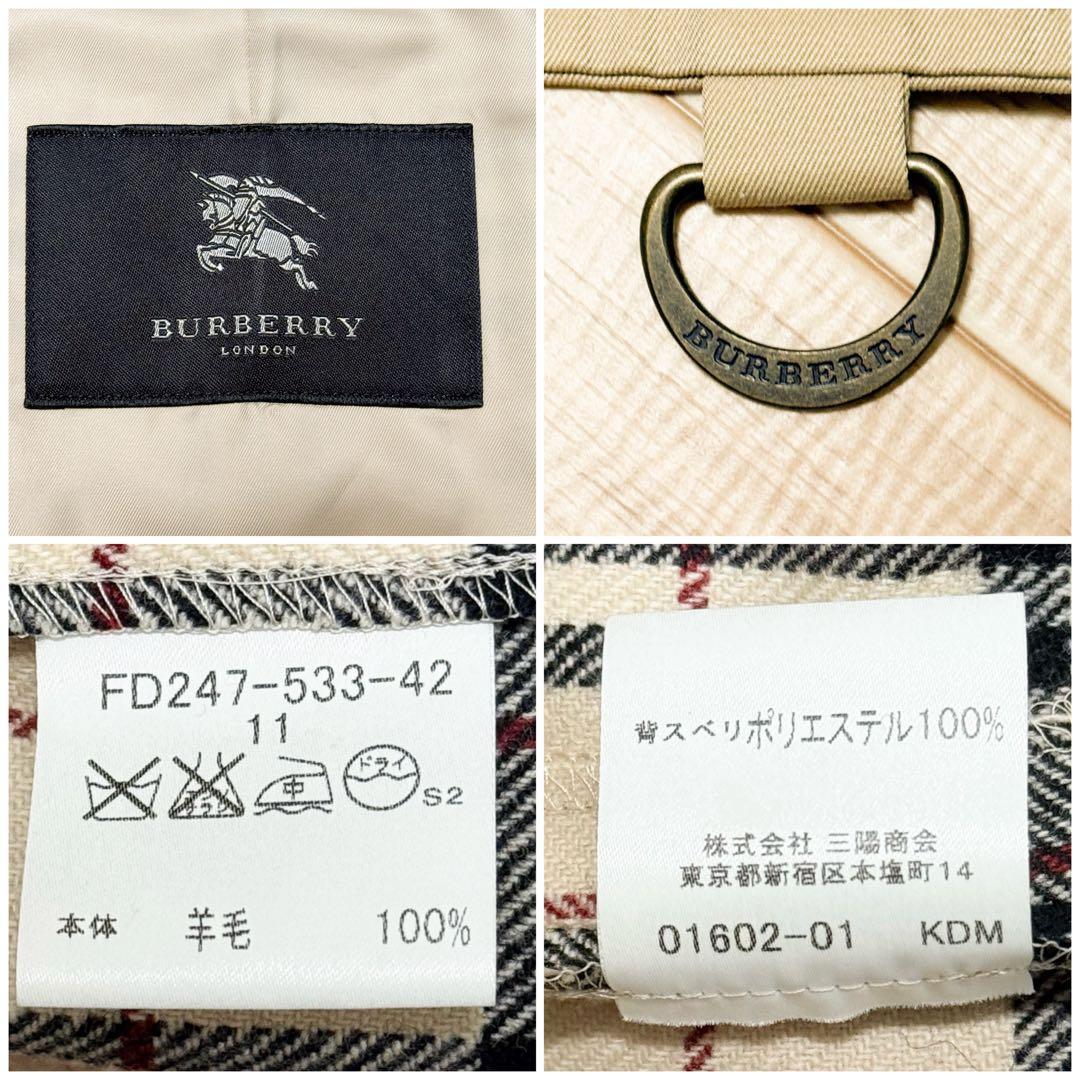 BURBERRY
LONDON
BURBERRY
FD247-533-42
11
中
ドライ
S2
本体 羊毛 100%
背スベリポリエステル100%
株式会社 三陽商会
東京都新宿区本塩町14
01602-01 KDM